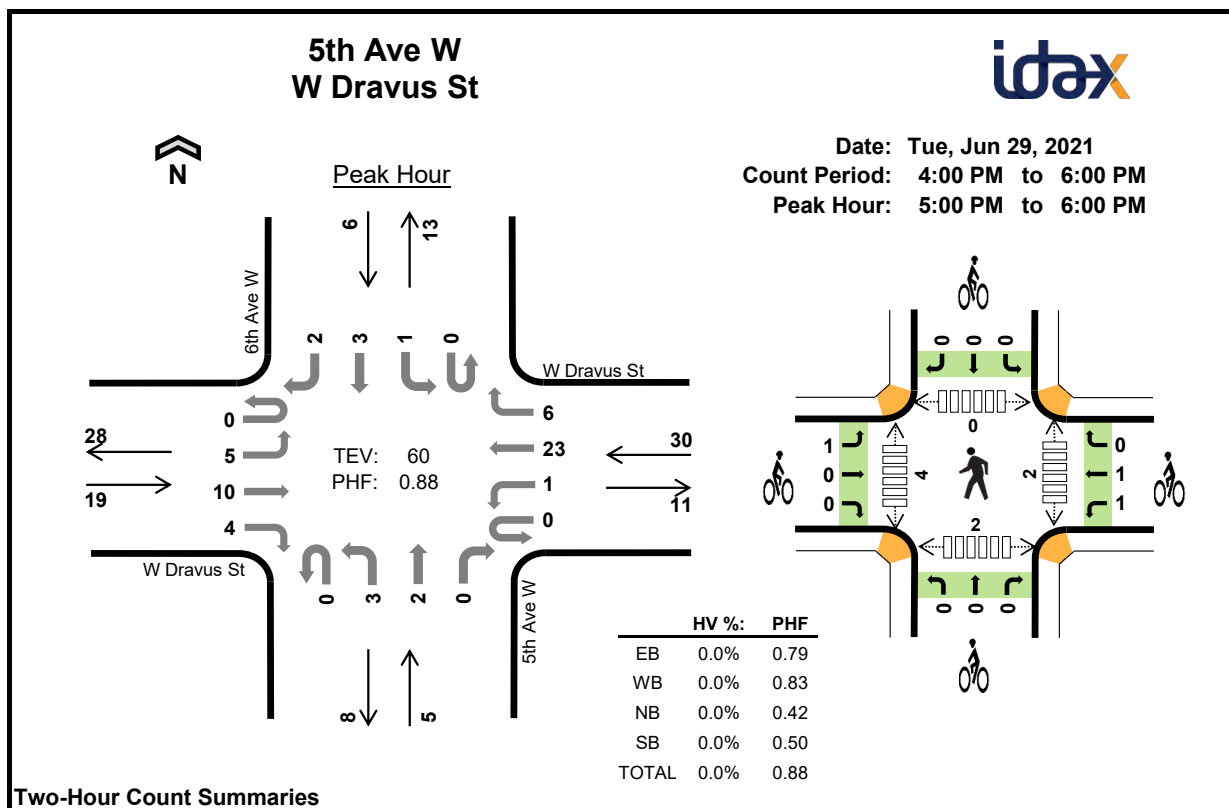 5th Ave W
W Dravus St
idax
N
Peak Hour
Date: Tue, Jun 29, 2021
Count Period: 4:00 PM to 6:00 PM
Peak Hour: 5:00 PM to 6:00 PM
6
13
6th Ave W
2
3
1
0
W Dravus St
0
5
10
4
28
19
TEV: 60
PHF: 0.88
6
23
1
0
30
11
W Dravus St
0
3
2
0
5th Ave W
8
5
0
0
0
0
1
0
0
4
2
0
1
1
2
0
0
0
HV %: PHF
EB 0.0% 0.79
WB 0.0% 0.83
NB 0.0% 0.42
SB 0.0% 0.50
TOTAL 0.0% 0.88
Two-Hour Count Summaries